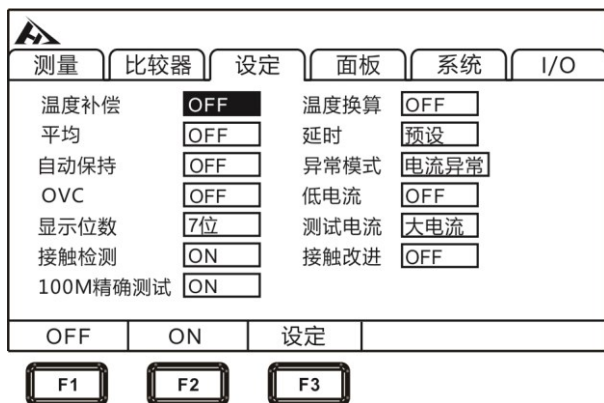 测量 比较器 设定 面板 系统 I/O
温度补偿 OFF 温度换算 OFF
平均 OFF 延时 预设
自动保持 OFF 异常模式 电流异常
OVC OFF 低电流 OFF
显示位数 7位 测试电流 大电流
接触检测 ON 接触改进 OFF
100M精确测试 ON
OFF ON 设定
F1 F2 F3